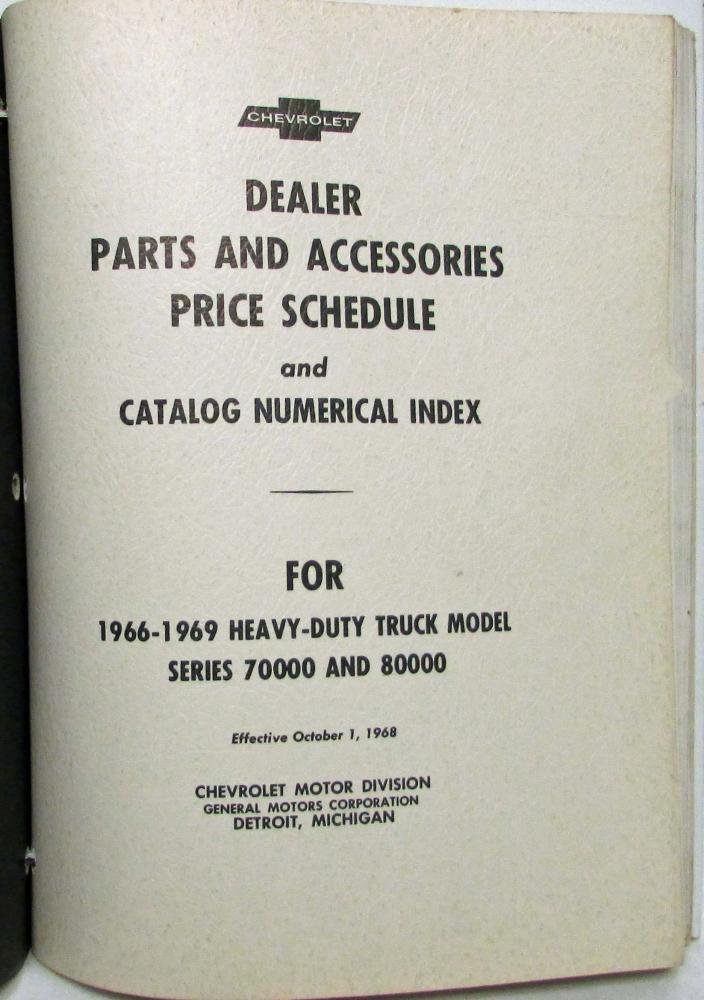 CHEVROLET
DEALER
PARTS AND ACCESSORIES
PRICE SCHEDULE
and
CATALOG NUMERICAL INDEX
FOR
1966-1969 HEAVY-DUTY TRUCK MODEL
SERIES 70000 AND 80000
Effective October 1, 1968
CHEVROLET MOTOR DIVISION
GENERAL MOTORS CORPORATION
DETROIT, MICHIGAN